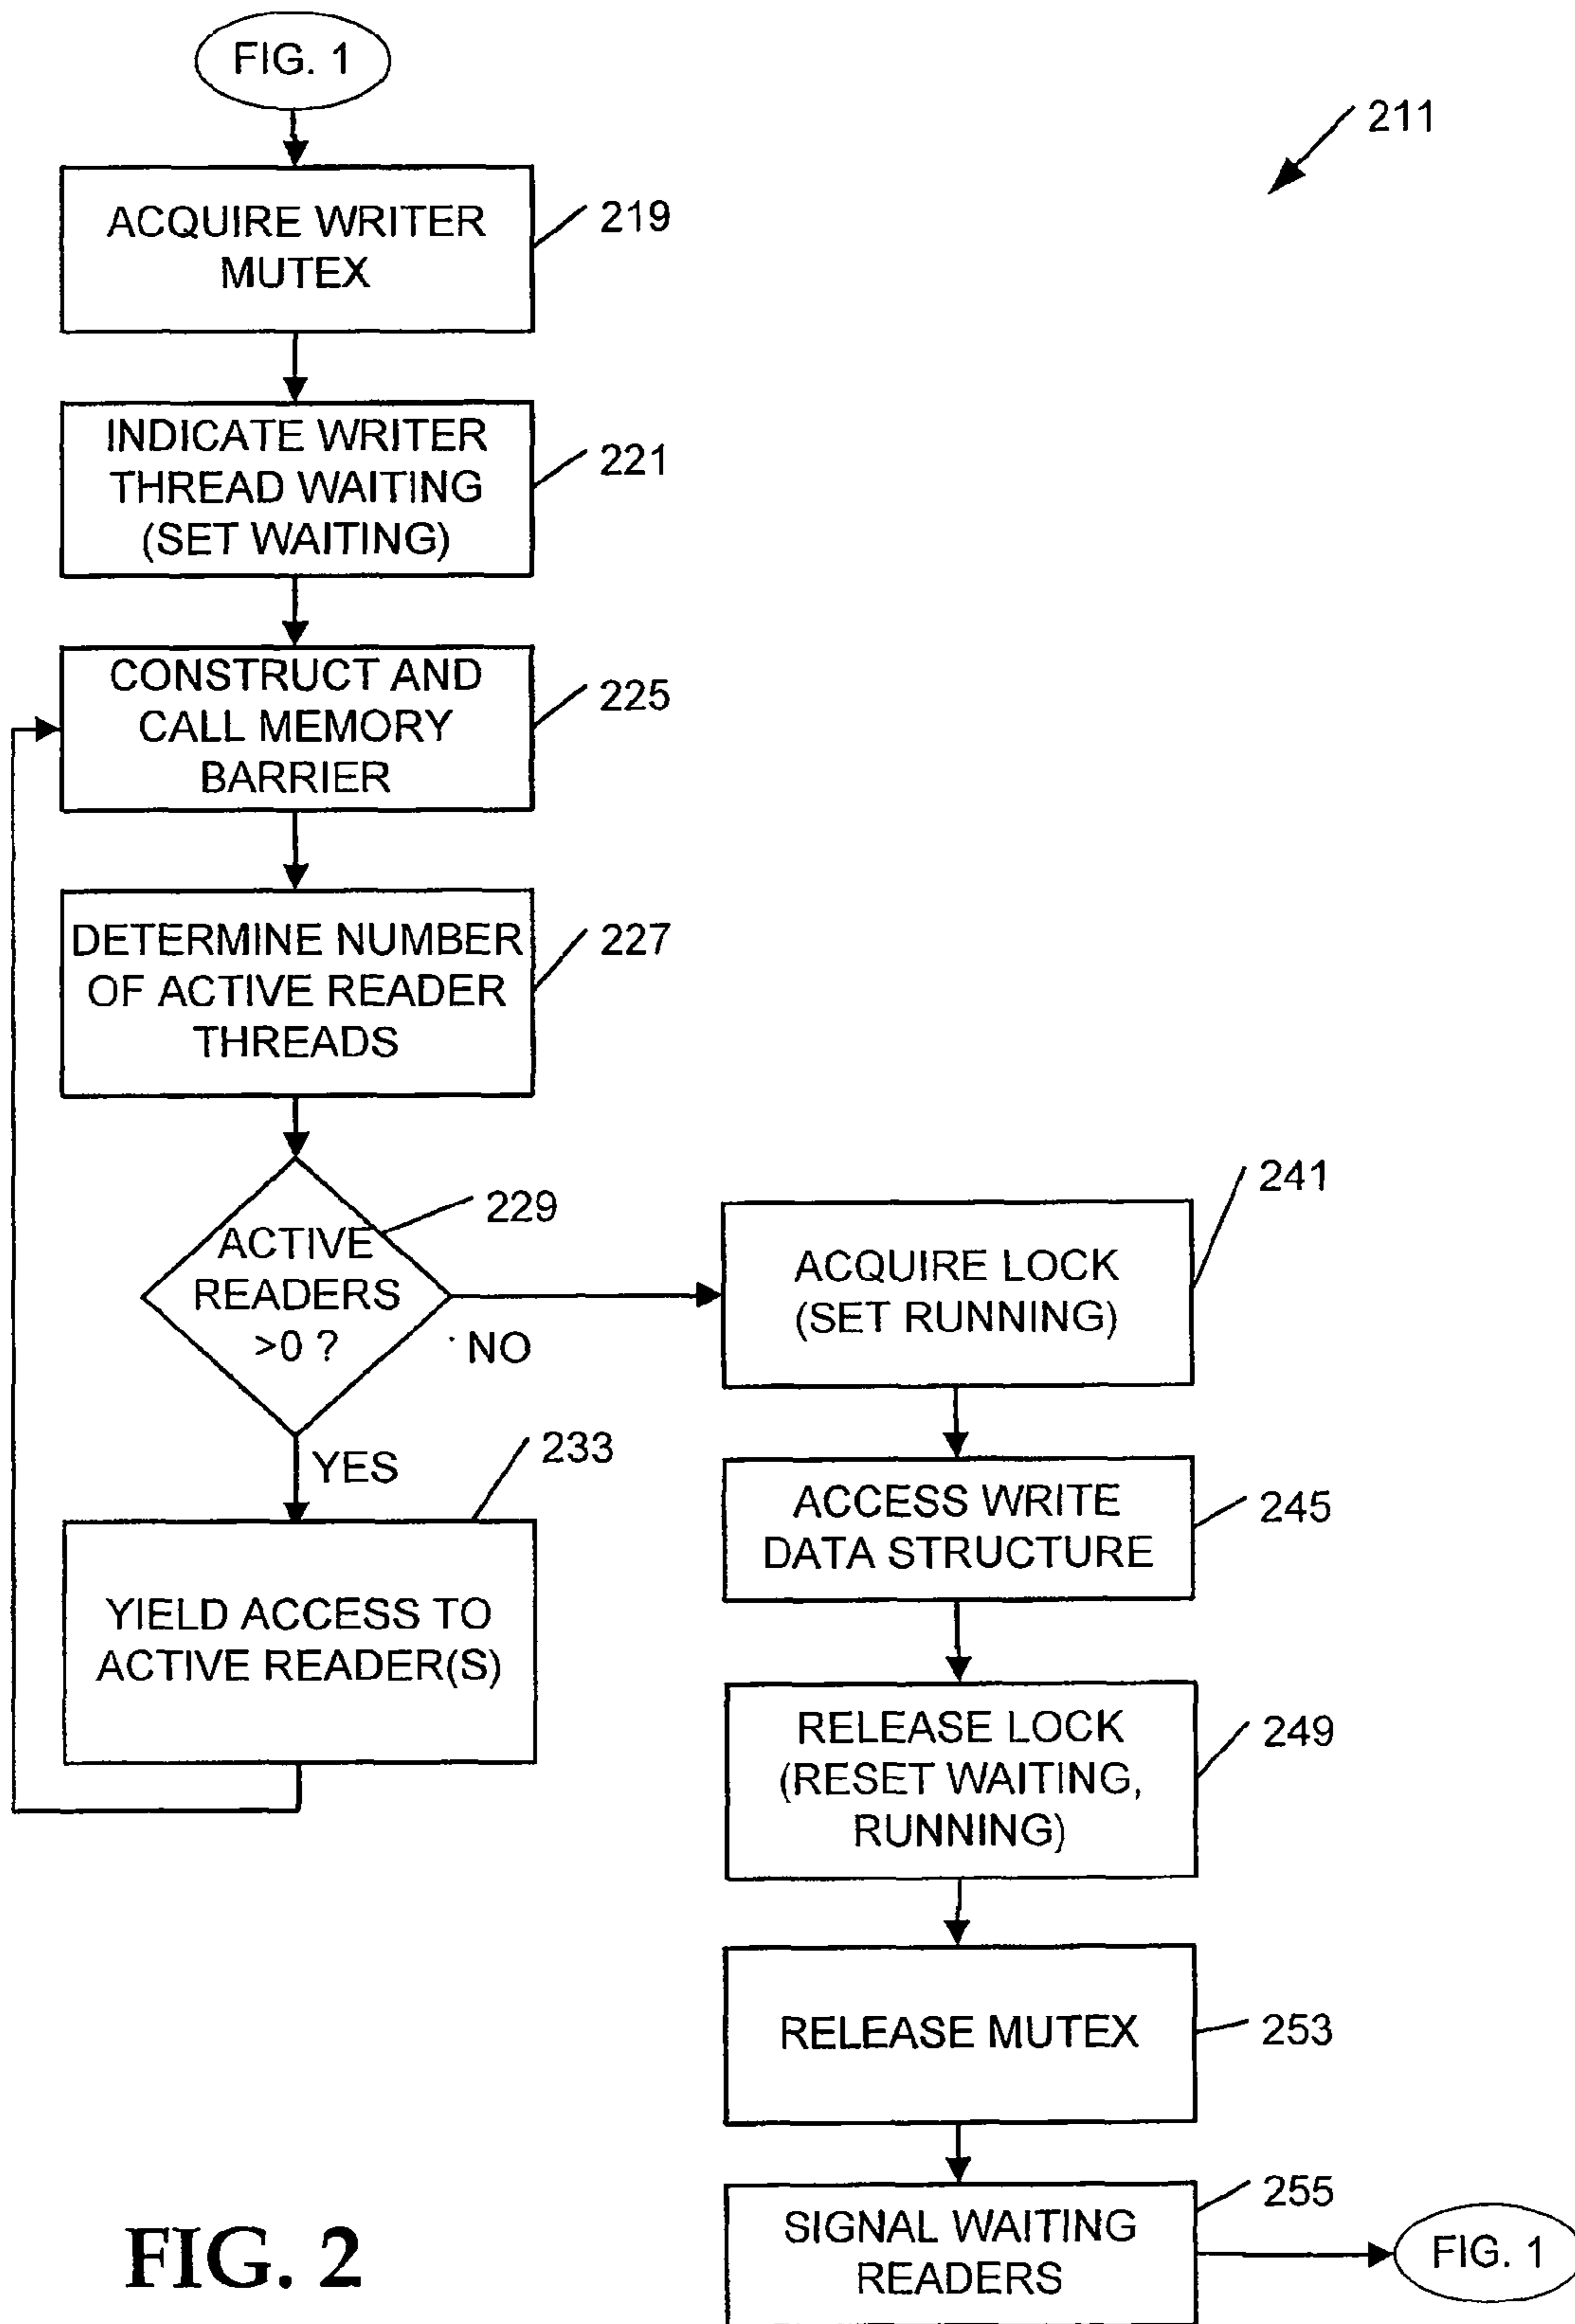 FIG. 1
211
ACQUIRE WRITER
MUTEX
219
INDICATE WRITER
THREAD WAITING
(SET WAITING)
221
CONSTRUCT AND
CALL MEMORY
BARRIER
225
DETERMINE NUMBER
OF ACTIVE READER
THREADS
227
ACTIVE
READERS
>0 ?
229
NO
YES
233
YIELD ACCESS TO
ACTIVE READER(S)
241
ACQUIRE LOCK
(SET RUNNING)
ACCESS WRITE
DATA STRUCTURE
245
RELEASE LOCK
(RESET WAITING,
RUNNING)
249
RELEASE MUTEX
253
SIGNAL WAITING
READERS
255
FIG. 1
FIG. 2